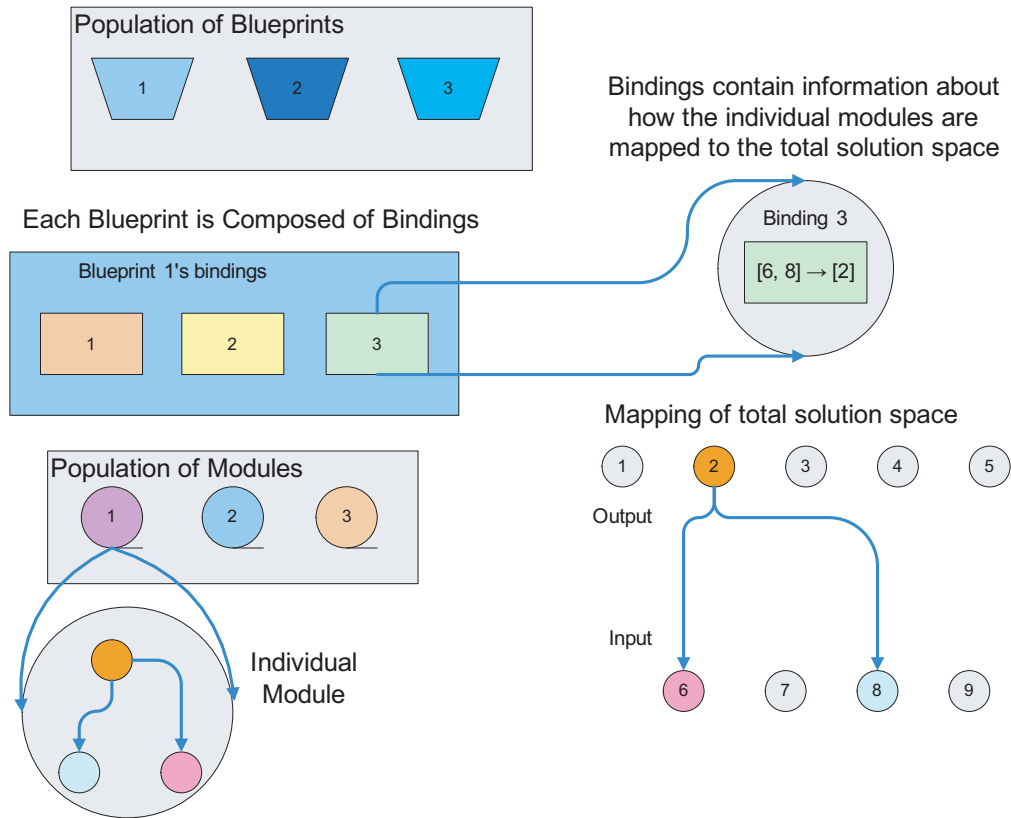 Population of Blueprints
1
2
3
Bindings contain information about
how the individual modules are
mapped to the total solution space
Each Blueprint is Composed of Bindings
Blueprint 1's bindings
1
2
3
Binding 3
[6, 8] → [2]
Population of Modules
1
2
3
Individual
Module
Mapping of total solution space
1
2
3
4
5
Output
Input
6
7
8
9